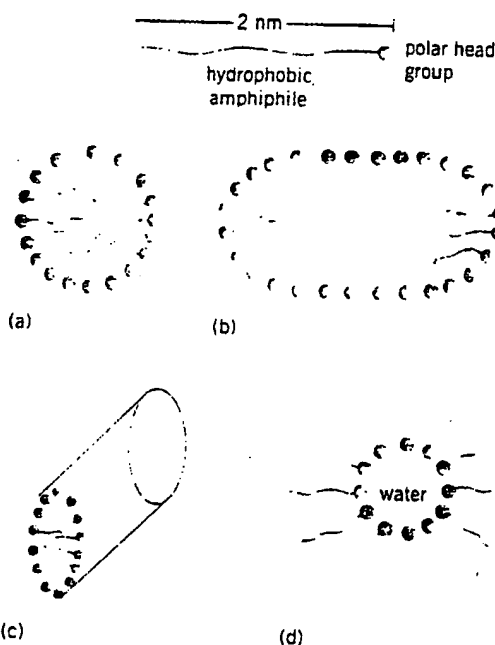 2 nm
polar head
group
hydrophobic
amphiphile
(a)
(b)
(c)
water
(d)